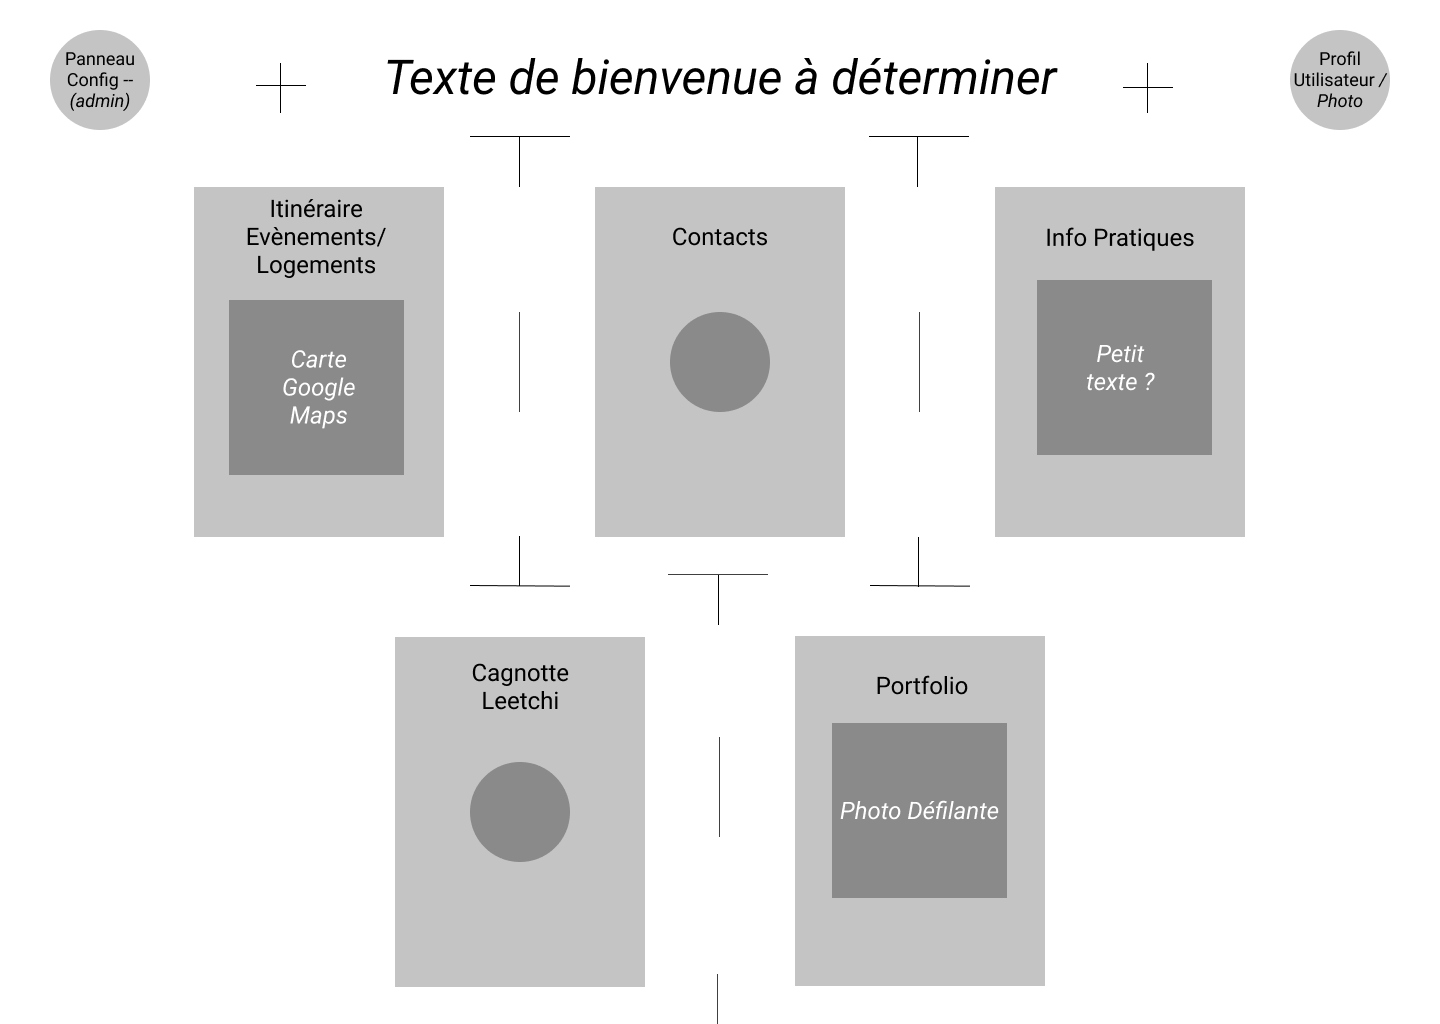 Panneau
Config --
(admin)
Texte de bienvenue à déterminer
Profil
Utilisateur /
Photo
Itinéraire
Evènements/
Logements
Carte
Google
Maps
Contacts
Info Pratiques
Petit
texte ?
Cagnotte
Leetchi
Portfolio
Photo Défilante